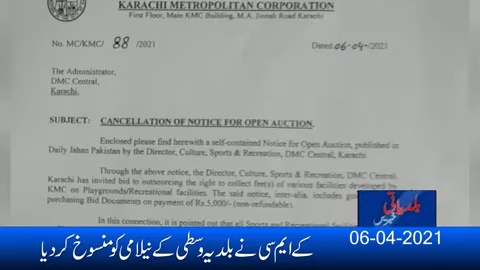 KARACHI METROPOLITAN CORPORATION
First Floor, Main KMC Building, M.A. Jinnah Road Karachi
No. MC/KMC/ 88 /2021
Dated: 06-04-/2021
The Administrator,
DMC Central,
Karachi.
SUBJECT: CANCELLATION OF NOTICE FOR OPEN AUCTION.
Enclosed please find herewith a self-contained Notice for Open Auction, published in
Daily Jahan Pakistan by the Director, Culture, Sports & Recreation, DMC Central, Karachi
Through the above notice, the Director, Culture, Sports & Recreation, DMC Central,
Karachi has invited bid to outsourcing the right to collect fee(s) of various facilities developed by
KMC on Playgrounds/Recreational facilities. The said notice, inter-alia, includes
purchasing Bid Documents on payment of Rs.5,000/- (non-refundable).
In this connection, it is pointed out that all Sports and Recreational
بلدیاتی
کے ایم سی نے بلدیہ وسطی کے نیلامی کو منسوخ کر دیا
06-04-2021